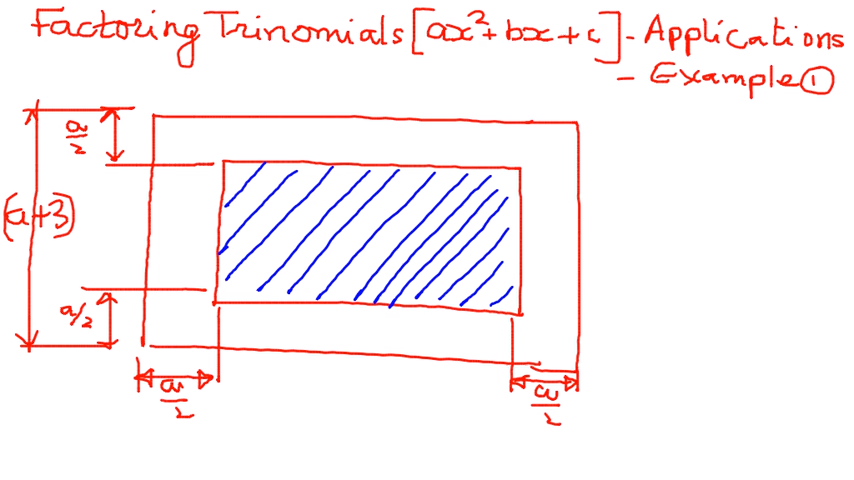 Factoring Trinomials [ax²+bx+c] - Applications
- Example ①
a/2
(a+3)
a/2
a/2
a/2